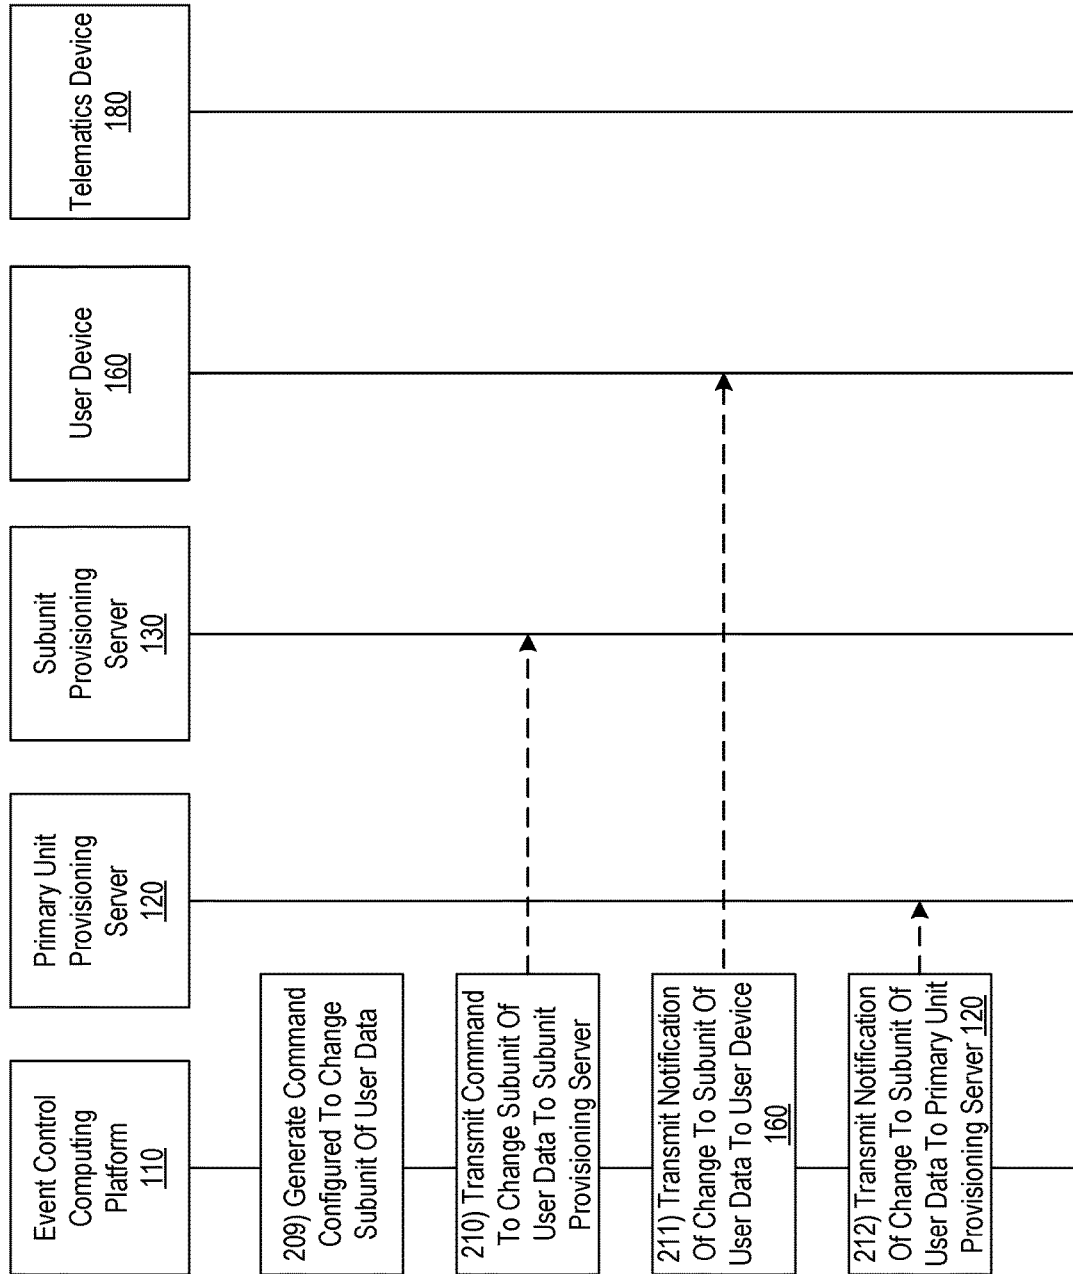 Event Control
Computing
Platform
110
Primary Unit
Provisioning
Server
120
Subunit
Provisioning
Server
130
User Device
160
Telematics Device
180
209) Generate Command
Configured To Change
Subunit Of User Data
210) Transmit Command
To Change Subunit Of
User Data To Subunit
Provisioning Server
211) Transmit Notification
Of Change To Subunit Of
User Data To User Device
160
212) Transmit Notification
Of Change To Subunit Of
User Data To Primary Unit
Provisioning Server 120